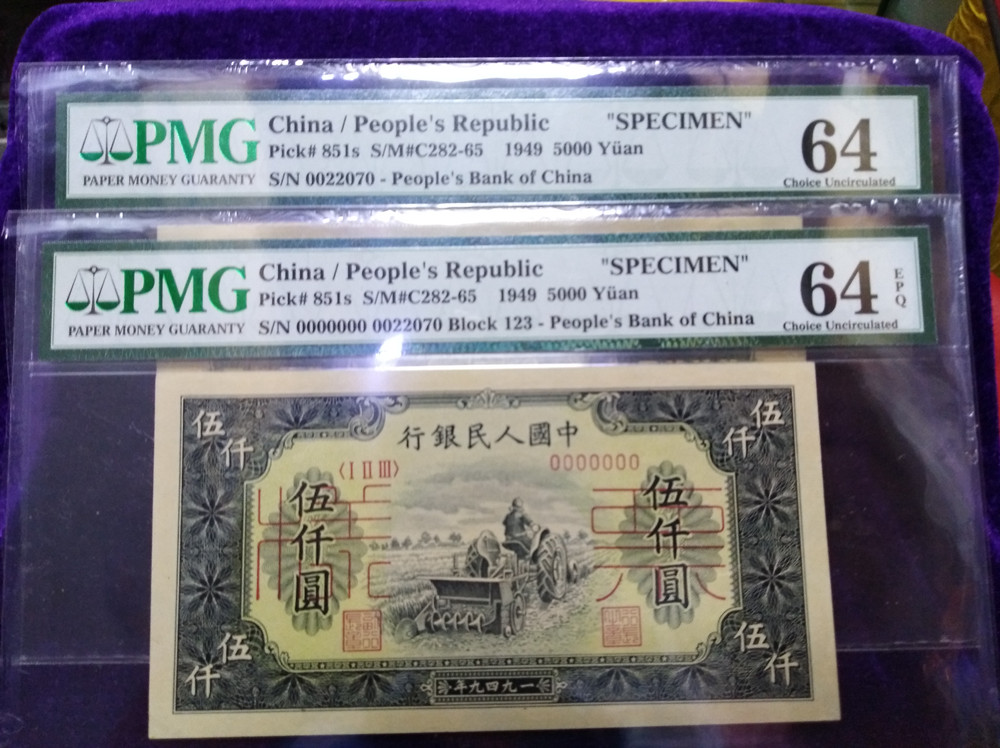 PMG
PAPER MONEY GUARANTY
China / People's Republic "SPECIMEN"
Pick# 851s S/M#C282-65 1949 5000 Yüan
S/N 0022070 - People's Bank of China
64
Choice Uncirculated
PMG
PAPER MONEY GUARANTY
China / People's Republic "SPECIMEN"
Pick# 851s S/M#C282-65 1949 5000 Yüan
S/N 0000000 0022070 Block 123 - People's Bank of China
64
EPQ
Choice Uncirculated
伍仟
伍仟
中國人民銀行
〈I II III〉
0000000
伍仟圓
伍仟圓
伍仟
伍仟
一九四九年